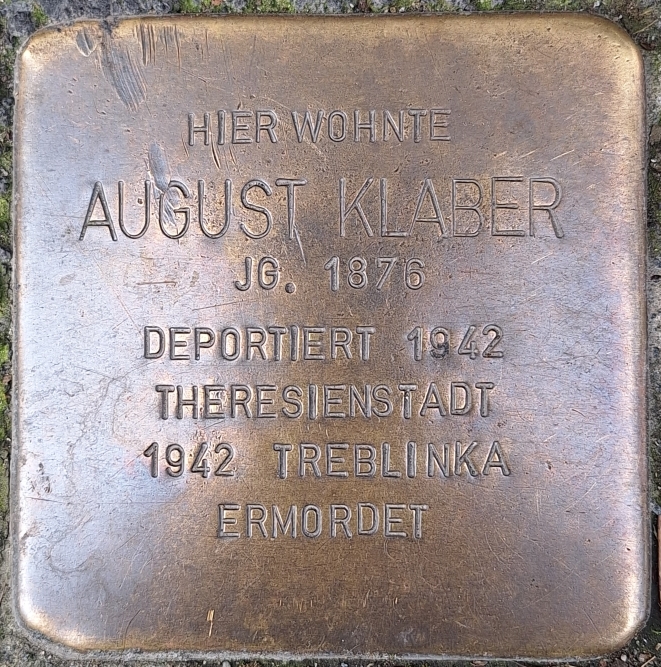 HIER WOHNTE
AUGUST KLABER
JG. 1876
DEPORTIERT 1942
THERESIENSTADT
1942 TREBLINKA
ERMORDET